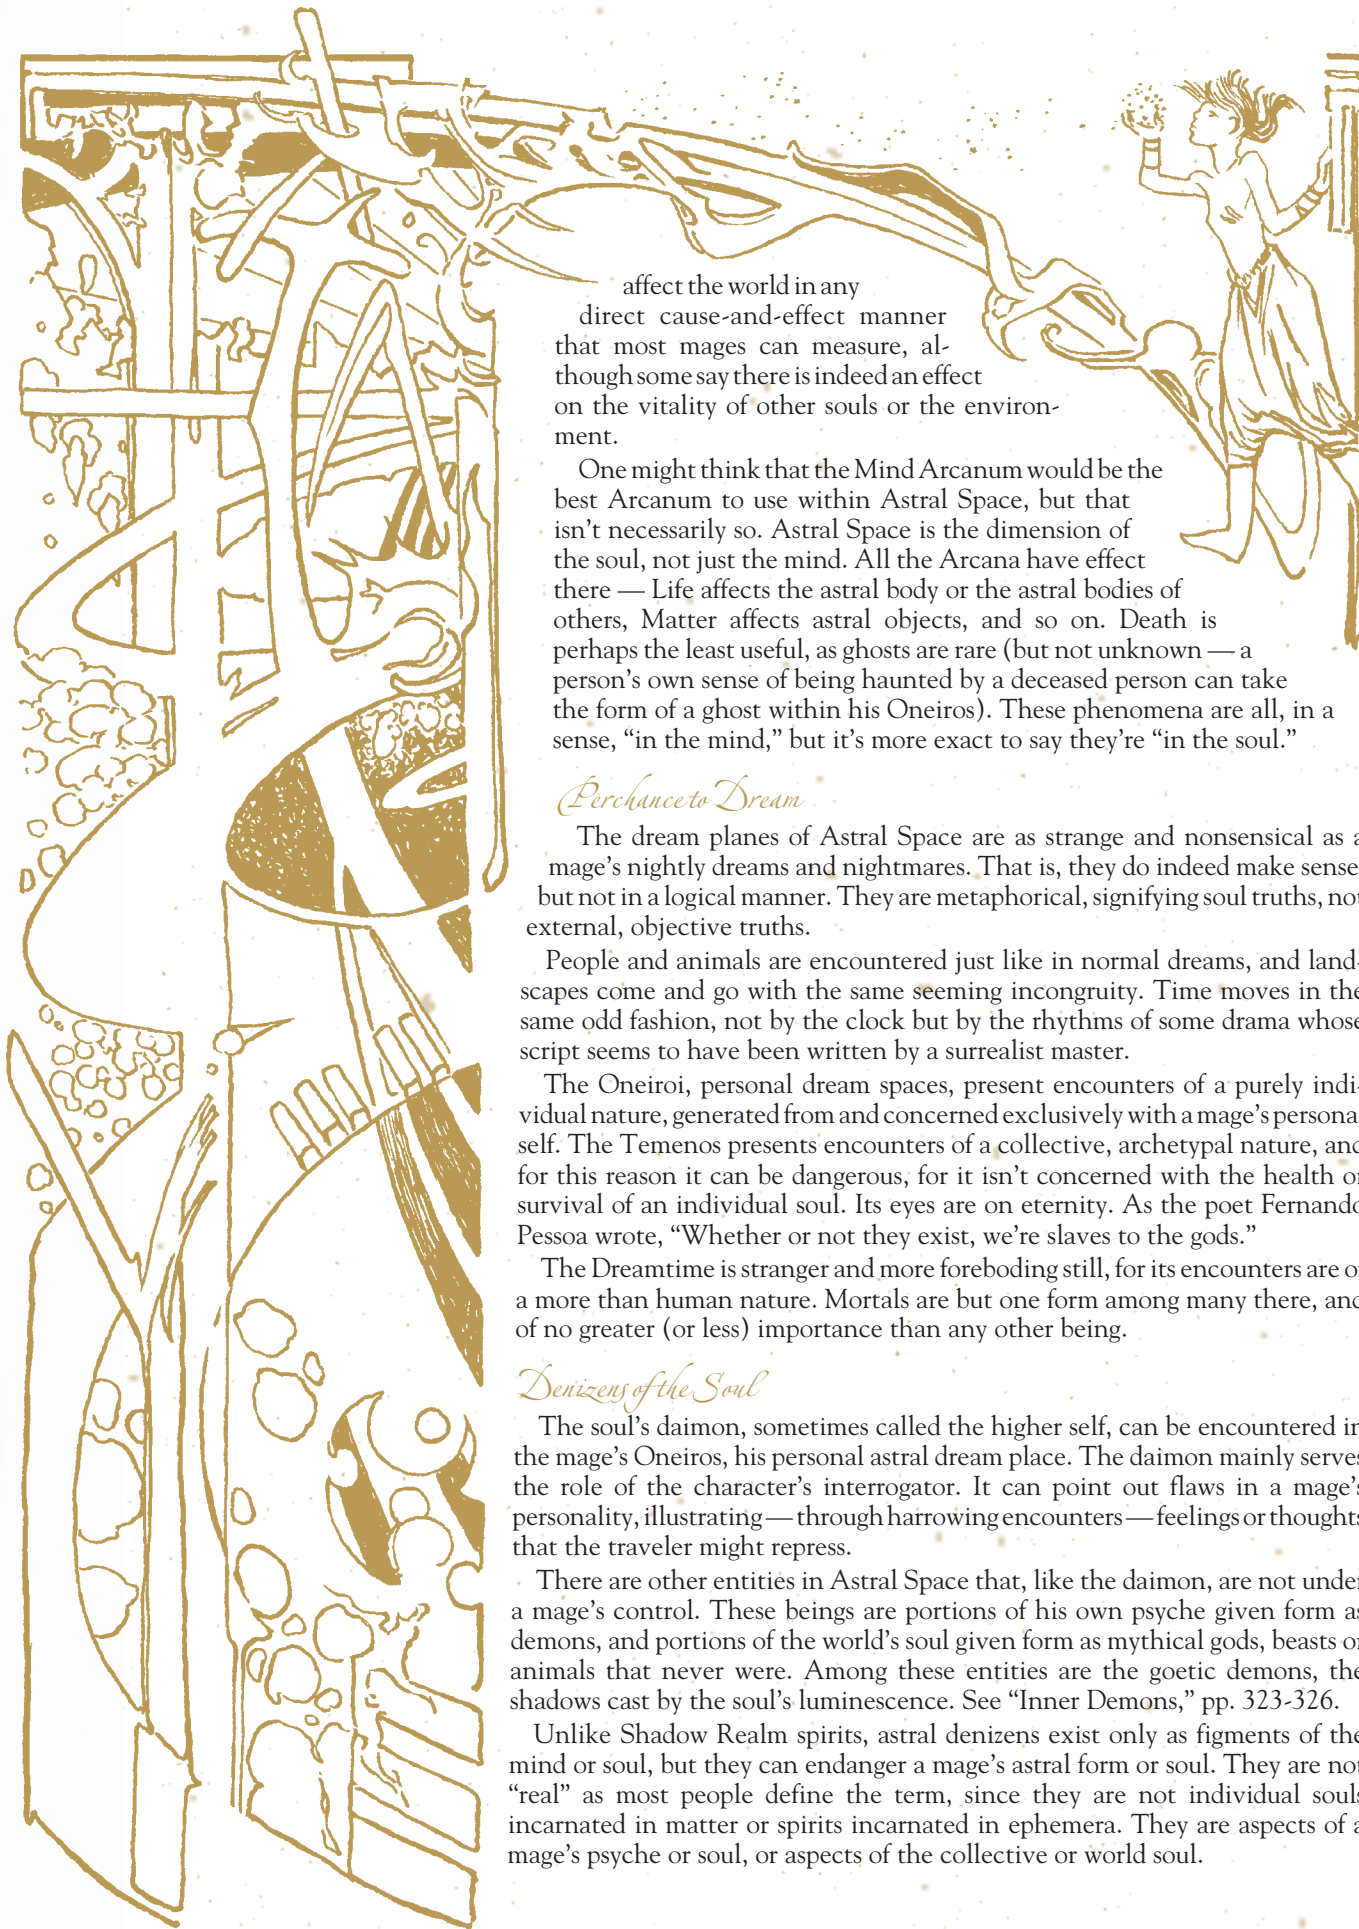 affect the world in any
direct cause-and-effect manner
that most mages can measure, al-
though some say there is indeed an effect
on the vitality of other souls or the environ-
ment.
One might think that the Mind Arcanum would be the
best Arcanum to use within Astral Space, but that
isn't necessarily so. Astral Space is the dimension of
the soul, not just the mind. All the Arcana have effect
there — Life affects the astral body or the astral bodies of
others, Matter affects astral objects, and so on. Death is
perhaps the least useful, as ghosts are rare (but not unknown — a
person's own sense of being haunted by a deceased person can take
the form of a ghost within his Oneiros). These phenomena are all, in a
sense, “in the mind,” but it's more exact to say they're “in the soul.”
Perchance to Dream
The dream planes of Astral Space are as strange and nonsensical as a
mage's nightly dreams and nightmares. That is, they do indeed make sense
but not in a logical manner. They are metaphorical, signifying soul truths, not
external, objective truths.
People and animals are encountered just like in normal dreams, and land-
scapes come and go with the same seeming incongruity. Time moves in the
same odd fashion, not by the clock but by the rhythms of some drama whose
script seems to have been written by a surrealist master.
The Oneiroi, personal dream spaces, present encounters of a purely indi-
vidual nature, generated from and concerned exclusively with a mage's persona
self. The Temenos presents encounters of a collective, archetypal nature, and
for this reason it can be dangerous, for it isn't concerned with the health or
survival of an individual soul. Its eyes are on eternity. As the poet Fernando
Pessoa wrote, “Whether or not they exist, we're slaves to the gods.”
The Dreamtime is stranger and more foreboding still, for its encounters are of
a more than human nature. Mortals are but one form among many there, and
of no greater (or less) importance than any other being.
Denizens of the Soul
The soul's daimon, sometimes called the higher self, can be encountered in
the mage's Oneiros, his personal astral dream place. The daimon mainly serves
the role of the character's interrogator. It can point out flaws in a mage's
personality, illustrating — through harrowing encounters — feelings or thoughts
that the traveler might repress.
There are other entities in Astral Space that, like the daimon, are not under
a mage's control. These beings are portions of his own psyche given form as
demons, and portions of the world's soul given form as mythical gods, beasts or
animals that never were. Among these entities are the goetic demons, the
shadows cast by the soul's luminescence. See “Inner Demons,” pp. 323-326.
Unlike Shadow Realm spirits, astral denizens exist only as figments of the
mind or soul, but they can endanger a mage's astral form or soul. They are not
“real” as most people define the term, since they are not individual souls
incarnated in matter or spirits incarnated in ephemera. They are aspects of a
mage's psyche or soul, or aspects of the collective or world soul.